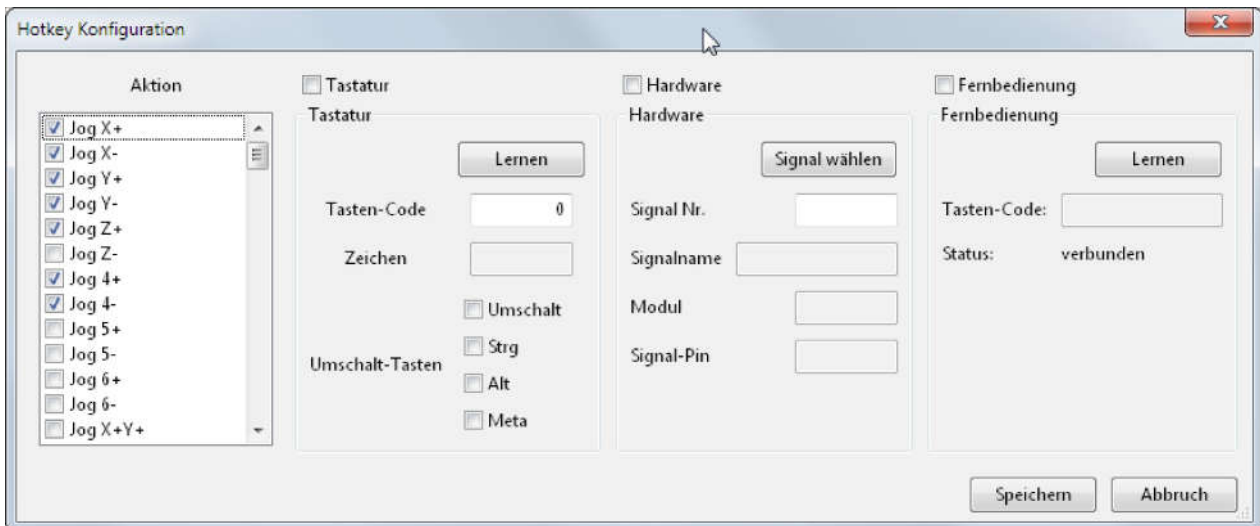 Hotkey Konfiguration
Aktion
Jog X+
Jog X-
Jog Y+
Jog Y-
Jog Z+
Jog Z-
Jog 4+
Jog 4-
Jog 5+
Jog 5-
Jog 6+
Jog 6-
Jog X+Y+
Tastatur
Tastatur
Lernen
Tasten-Code 0
Zeichen
Umschalt-Tasten
Umschalt
Strg
Alt
Meta
Hardware
Hardware
Signal wählen
Signal Nr.
Signalname
Modul
Signal-Pin
Fernbedienung
Fernbedienung
Lernen
Tasten-Code:
Status: verbunden
Speichern
Abbruch